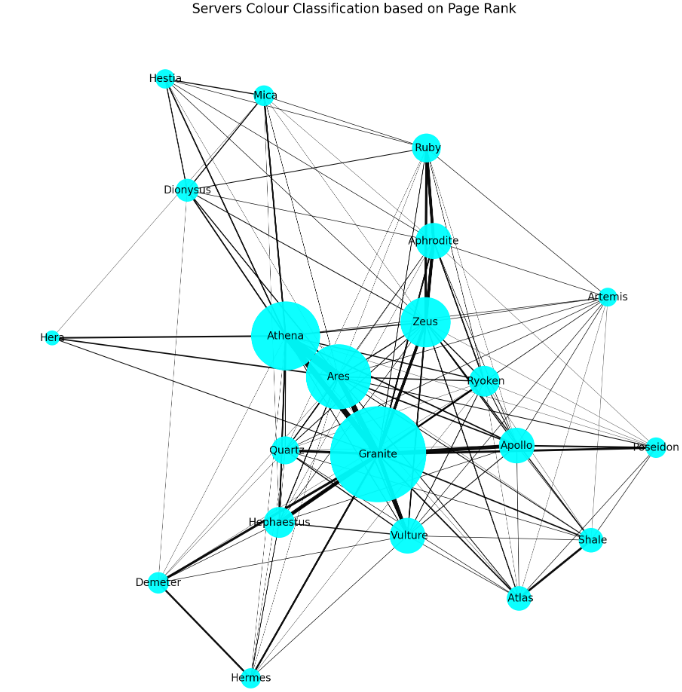 Servers Colour Classification based on Page Rank
Hestia
Mica
Ruby
Dionysus
Aphrodite
Artemis
Zeus
Athena
Hera
Ares
Ryoken
Apollo
Poseidon
Quartz
Granite
Hephaestus
Vulture
Shale
Demeter
Atlas
Hermes